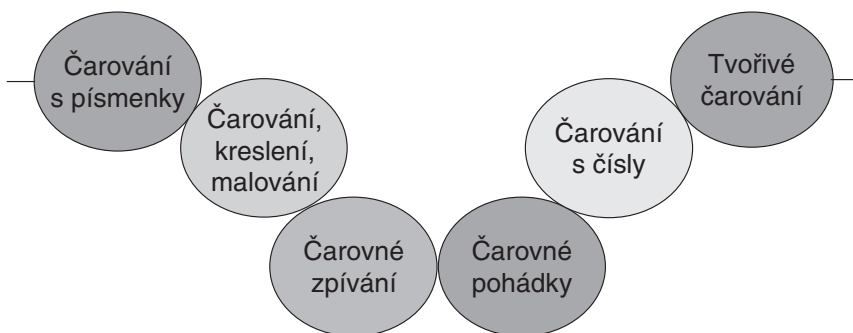 Čarování
s písmenky
Čarování,
kreslení,
malování
Čarovné
zpívání
Čarovné
pohádky
Čarování
s čísly
Tvořivé
čarování